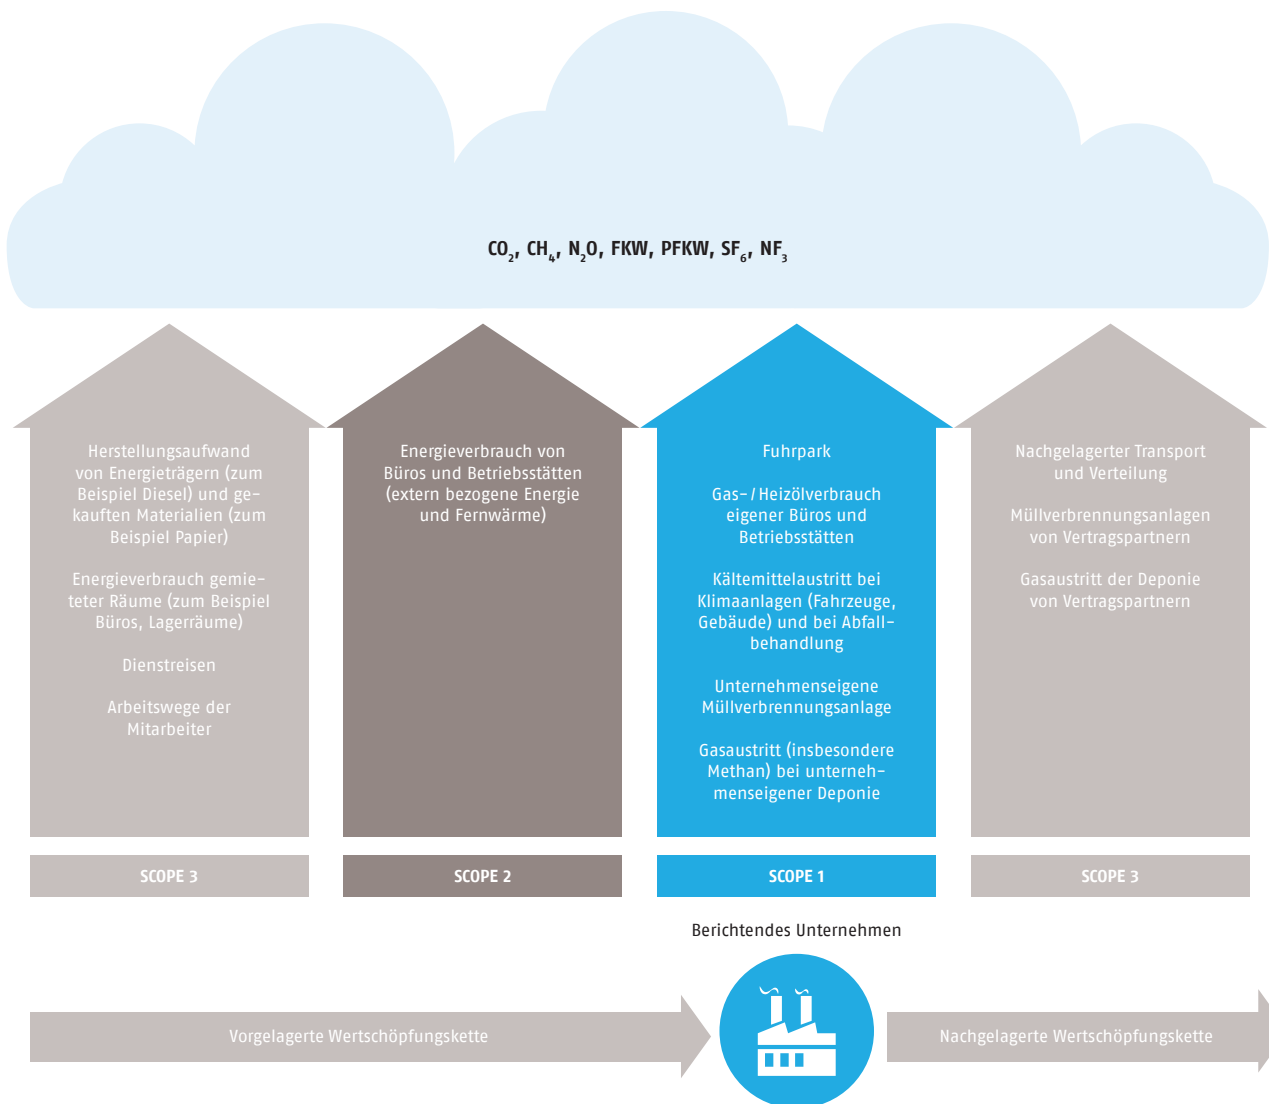 CO₂, CH₄, N₂O, FKW, PFKW, SF₆, NF₃
Herstellungsaufwand
von Energieträgern (zum
Beispiel Diesel) und ge-
kauften Materialien (zum
Beispiel Papier)
Energieverbrauch gemie-
teter Räume (zum Beispiel
Büros, Lagerräume)
Dienstreisen
Arbeitswege der
Mitarbeiter
SCOPE 3
Energieverbrauch von
Büros und Betriebsstätten
(extern bezogene Energie
und Fernwärme)
SCOPE 2
Fuhrpark
Gas-/Heizölverbrauch
eigener Büros und
Betriebsstätten
Kältemittelaustritt bei
Klimaanlagen (Fahrzeuge,
Gebäude) und bei Abfall-
behandlung
Unternehmenseigene
Müllverbrennungsanlage
Gasaustritt (insbesondere
Methan) bei unterneh-
menseigener Deponie
SCOPE 1
Nachgelagerter Transport
und Verteilung
Müllverbrennungsanlagen
von Vertragspartnern
Gasaustritt der Deponie
von Vertragspartnern
SCOPE 3
Berichtendes Unternehmen
Vorgelagerte Wertschöpfungskette
Nachgelagerte Wertschöpfungskette